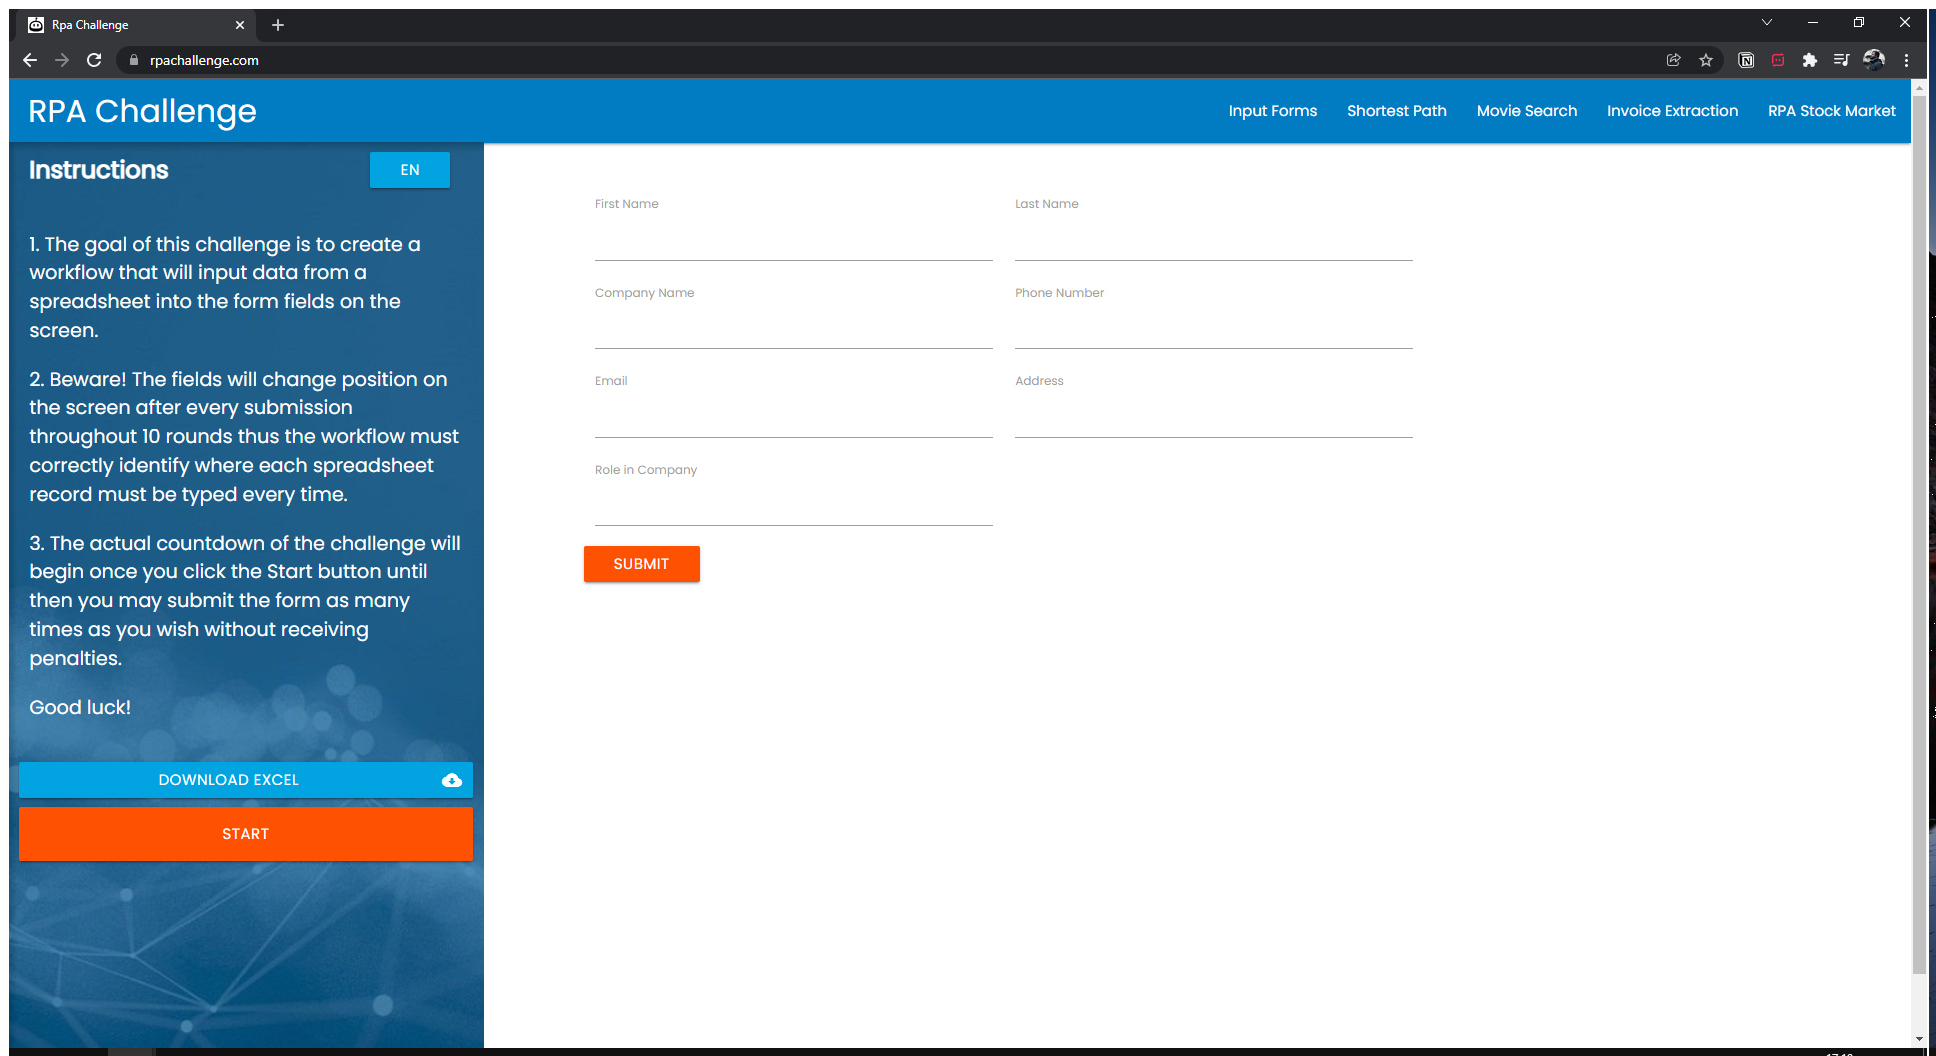 Rpa Challenge
rpachallenge.com
RPA Challenge
Input Forms
Shortest Path
Movie Search
Invoice Extraction
RPA Stock Market
Instructions
EN
1. The goal of this challenge is to create a
workflow that will input data from a
spreadsheet into the form fields on the
screen.
2. Beware! The fields will change position on
the screen after every submission
throughout 10 rounds thus the workflow must
correctly identify where each spreadsheet
record must be typed every time.
3. The actual countdown of the challenge will
begin once you click the Start button until
then you may submit the form as many
times as you wish without receiving
penalties.
Good luck!
DOWNLOAD EXCEL
START
First Name
Last Name
Company Name
Phone Number
Email
Address
Role in Company
SUBMIT